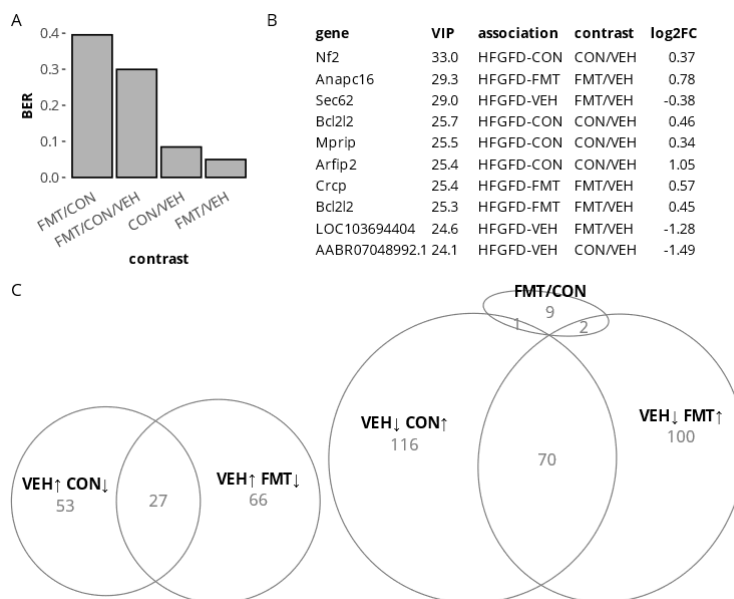 A
BER
0.4
0.3
0.2
0.1
0.0
FMT/CON
FMT/CON/VEH
CON/VEH
FMT/VEH
contrast
B
gene VIP association contrast log2FC
Nf2 33.0 HFGFD-CON CON/VEH 0.37
Anapc16 29.3 HFGFD-FMT FMT/VEH 0.78
Sec62 29.0 HFGFD-VEH FMT/VEH -0.38
Bcl2l2 25.7 HFGFD-CON CON/VEH 0.46
Mprip 25.5 HFGFD-CON CON/VEH 0.34
Arfip2 25.4 HFGFD-CON CON/VEH 1.05
Crcp 25.4 HFGFD-FMT FMT/VEH 0.57
Bcl2l2 25.3 HFGFD-FMT FMT/VEH 0.45
LOC103694404 24.6 HFGFD-VEH FMT/VEH -1.28
AABR07048992.1 24.1 HFGFD-VEH CON/VEH -1.49
C
VEH↑ CON↓
53
27
VEH↑ FMT↓
66
FMT/CON
9
1 2
VEH↓ CON↑
116
70
VEH↓ FMT↑
100